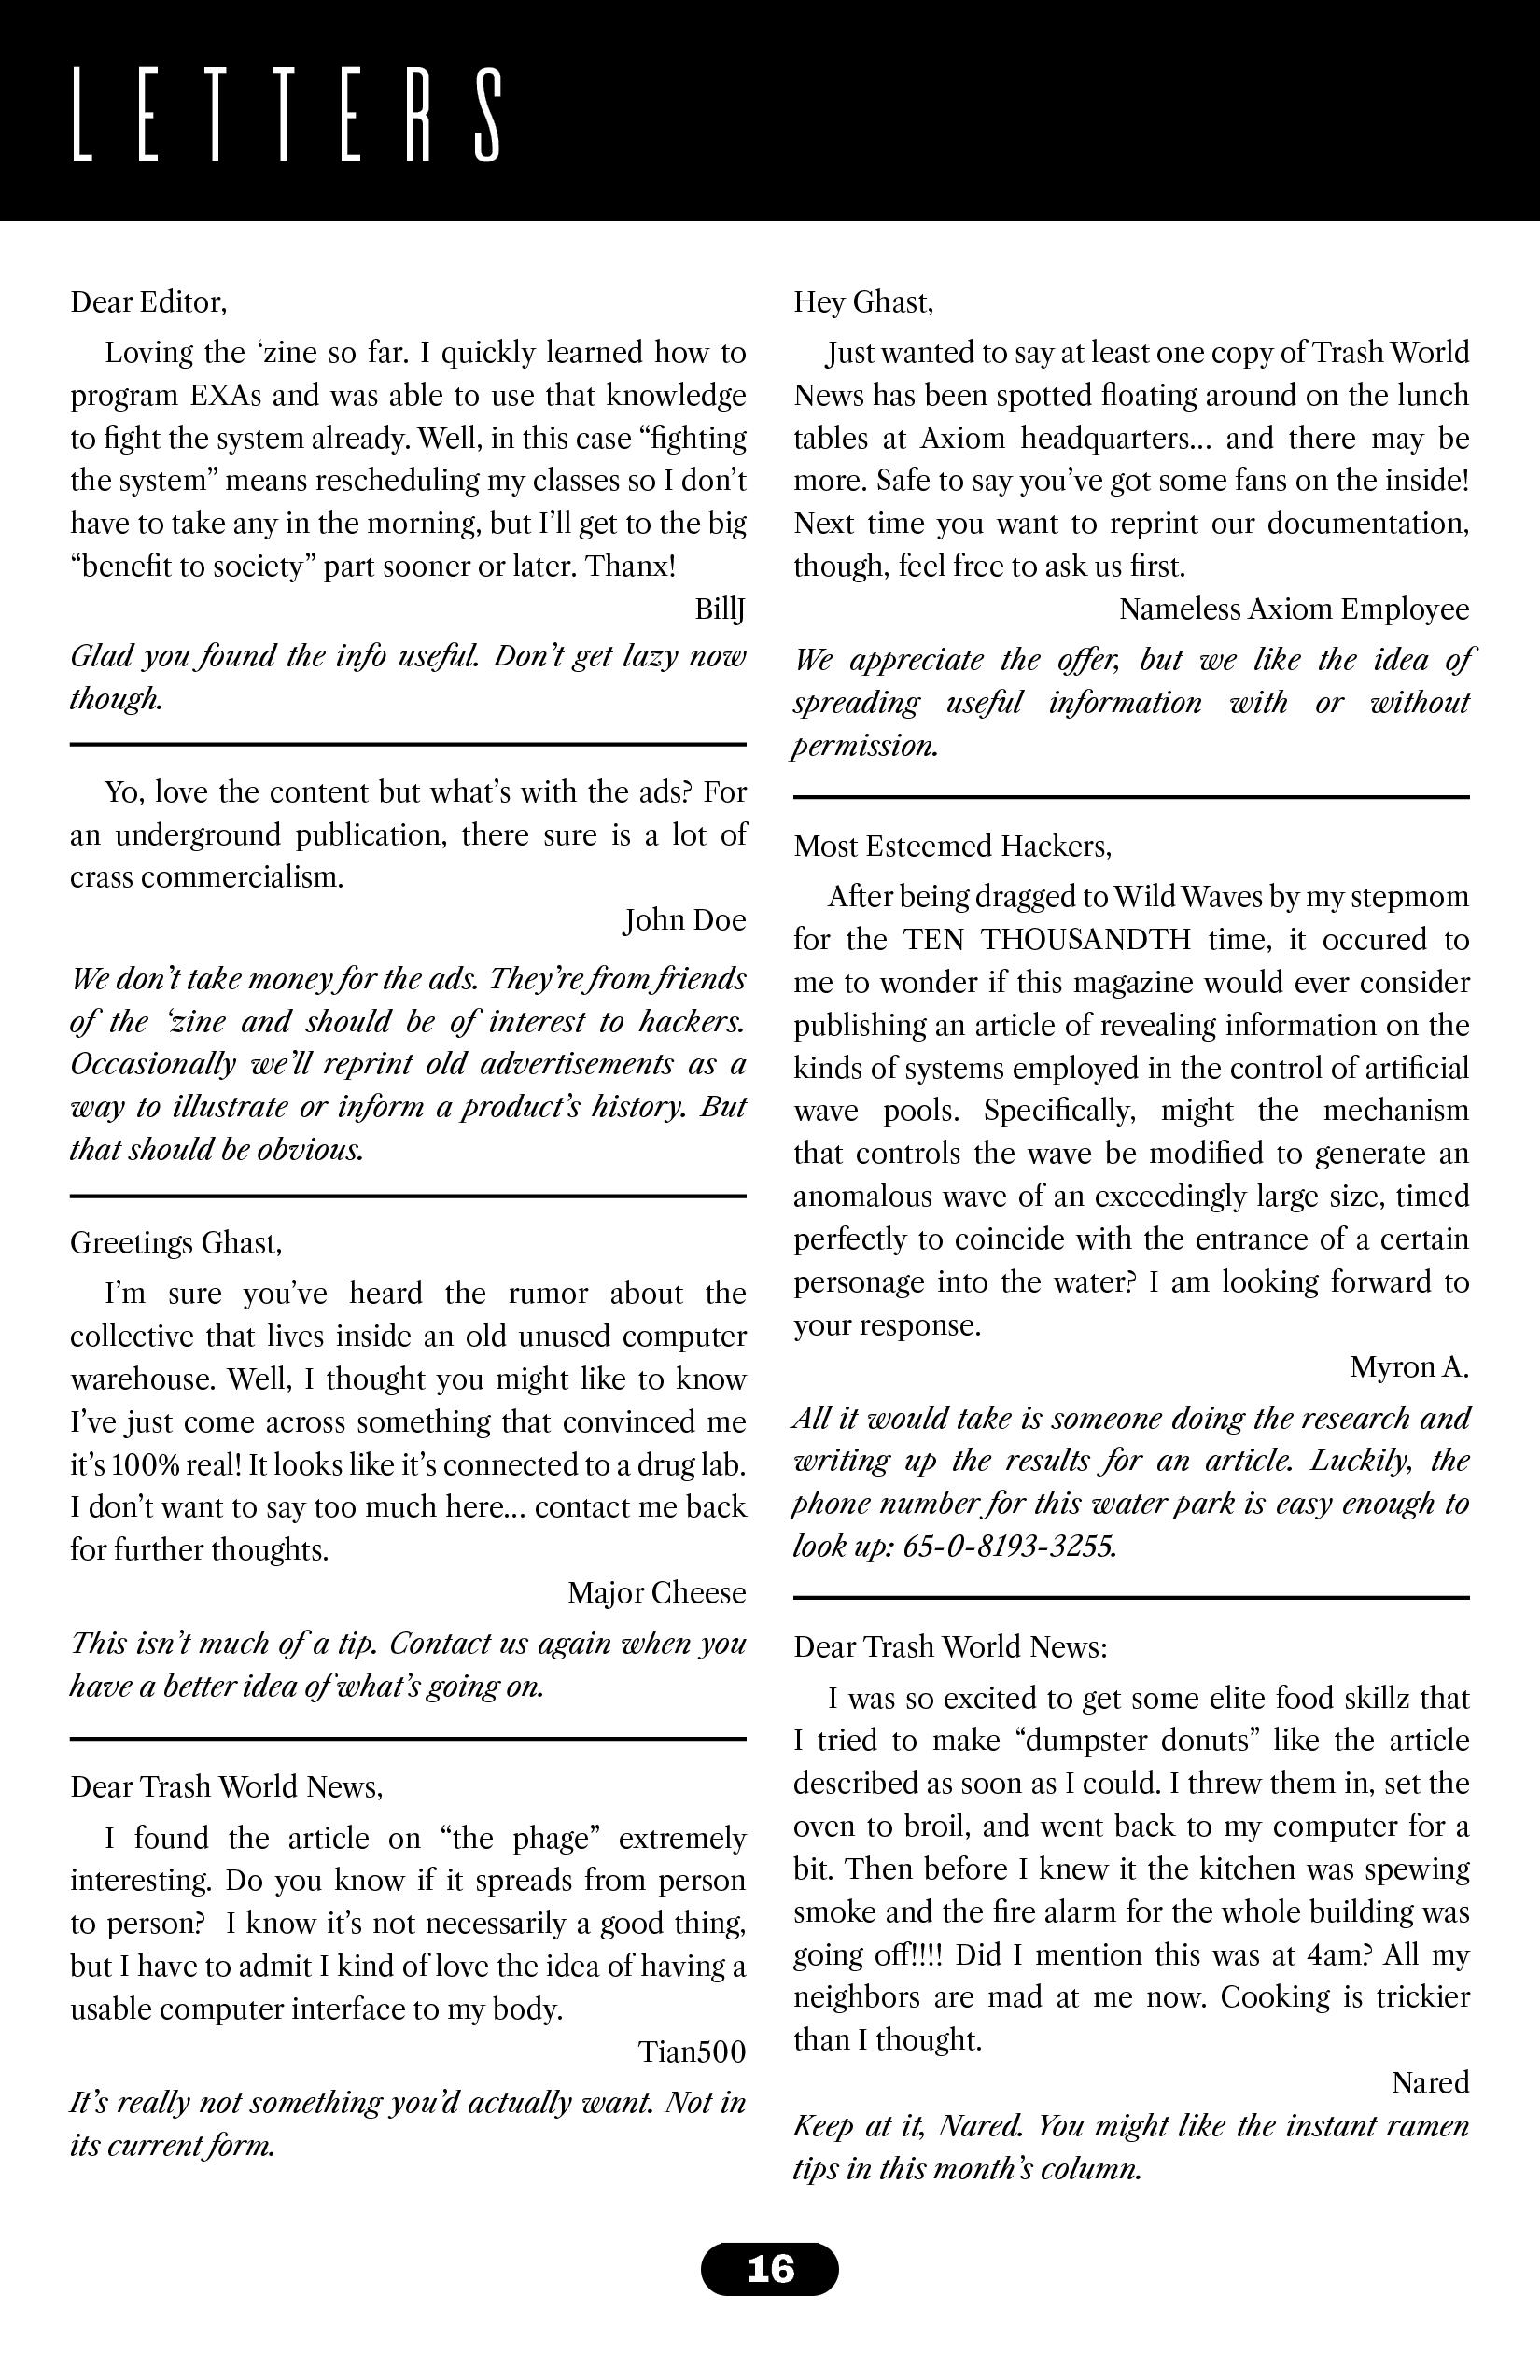 LETTERS
Dear Editor,
Loving the ‘zine so far. I quickly learned how to
program EXAs and was able to use that knowledge
to fight the system already. Well, in this case “fighting
the system” means rescheduling my classes so I don’t
have to take any in the morning, but I’ll get to the big
“benefit to society” part sooner or later. Thanx!
BillJ
Glad you found the info useful. Don’t get lazy now
though.
Yo, love the content but what’s with the ads? For
an underground publication, there sure is a lot of
crass commercialism.
John Doe
We don’t take money for the ads. They’re from friends
of the ‘zine and should be of interest to hackers.
Occasionally we’ll reprint old advertisements as a
way to illustrate or inform a product’s history. But
that should be obvious.
Greetings Ghast,
I’m sure you’ve heard the rumor about the
collective that lives inside an old unused computer
warehouse. Well, I thought you might like to know
I’ve just come across something that convinced me
it’s 100% real! It looks like it’s connected to a drug lab.
I don’t want to say too much here... contact me back
for further thoughts.
Major Cheese
This isn’t much of a tip. Contact us again when you
have a better idea of what’s going on.
Dear Trash World News,
I found the article on “the phage” extremely
interesting. Do you know if it spreads from person
to person?  I know it’s not necessarily a good thing,
but I have to admit I kind of love the idea of having a
usable computer interface to my body.
Tian500
It’s really not something you’d actually want. Not in
its current form.
Hey Ghast,
Just wanted to say at least one copy of Trash World
News has been spotted floating around on the lunch
tables at Axiom headquarters... and there may be
more. Safe to say you’ve got some fans on the inside!
Next time you want to reprint our documentation,
though, feel free to ask us first.
Nameless Axiom Employee
We appreciate the offer, but we like the idea of
spreading useful information with or without
permission.
Most Esteemed Hackers,
After being dragged to Wild Waves by my stepmom
for the TEN THOUSANDTH time, it occured to
me to wonder if this magazine would ever consider
publishing an article of revealing information on the
kinds of systems employed in the control of artificial
wave pools. Specifically, might the mechanism
that controls the wave be modified to generate an
anomalous wave of an exceedingly large size, timed
perfectly to coincide with the entrance of a certain
personage into the water? I am looking forward to
your response.
Myron A.
All it would take is someone doing the research and
writing up the results for an article. Luckily, the
phone number for this water park is easy enough to
look up: 65-0-8193-3255.
Dear Trash World News:
I was so excited to get some elite food skillz that
I tried to make “dumpster donuts” like the article
described as soon as I could. I threw them in, set the
oven to broil, and went back to my computer for a
bit. Then before I knew it the kitchen was spewing
smoke and the fire alarm for the whole building was
going off!!!! Did I mention this was at 4am? All my
neighbors are mad at me now. Cooking is trickier
than I thought.
Nared
Keep at it, Nared. You might like the instant ramen
tips in this month’s column.
16